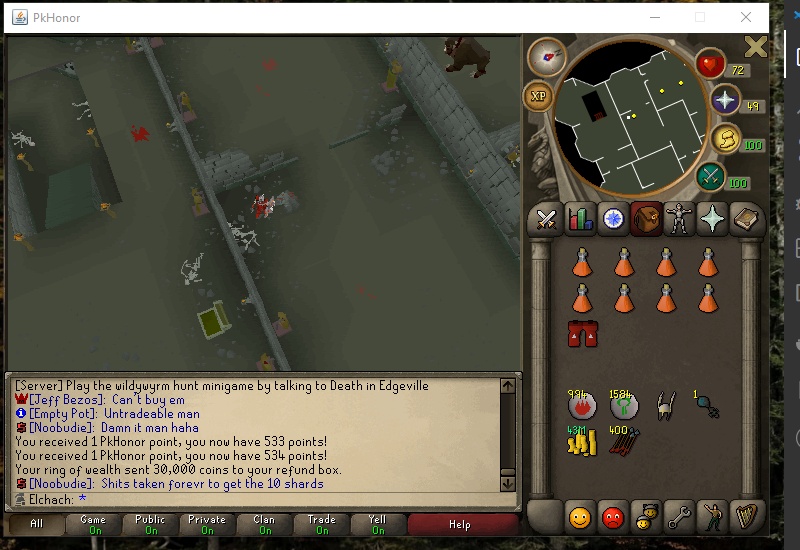 PkHonor
72
XP
49
100
100
994
1584
1
43M
400
[Server] Play the wildywyrm hunt minigame by talking to Death in Edgeville
[Jeff Bezos]: Can't buy em
[Empty Pot]: Untradeable man
[Noobudie]: Damn it man haha
You received 1 PkHonor point, you now have 533 points!
You received 1 PkHonor point, you now have 534 points!
Your ring of wealth sent 30,000 coins to your refund box.
[Noobudie]: Shits taken forevr to get the 10 shards
Elchach: *
All Game Public Private Clan Trade Yell Help
On On On On On On